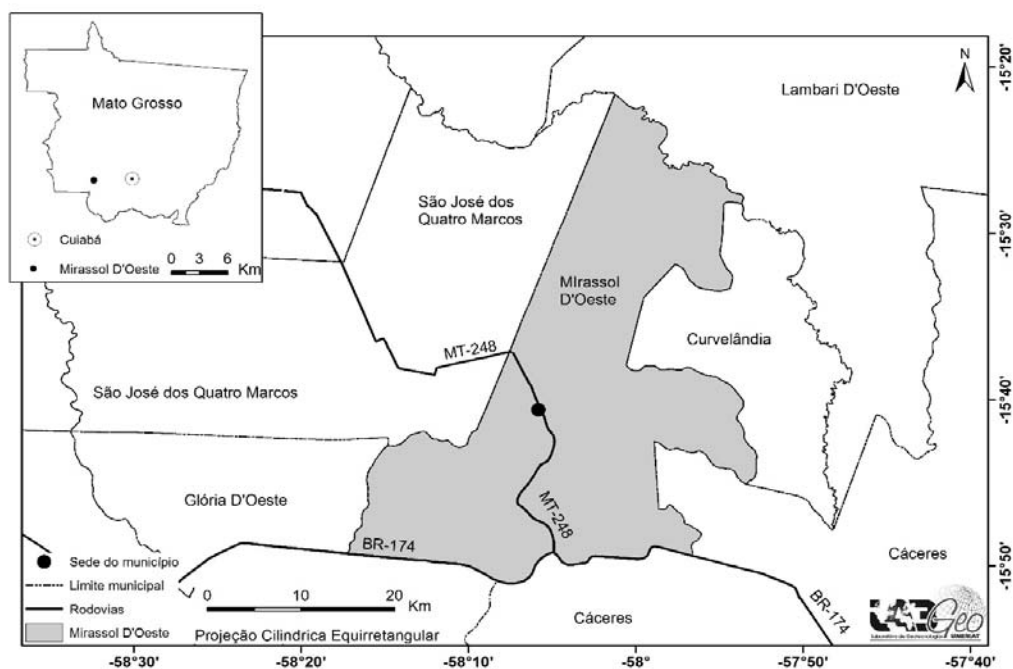 Mato Grosso
Cuiabá
Mirassol D'Oeste
0 3 6
Km
N
Lambari D'Oeste
São José dos
Quatro Marcos
MIrassol
D'Oeste
Curvelândia
MT-248
São José dos Quatro Marcos
Glória D'Oeste
MT-248
BR-174
Cáceres
Cáceres
BR-174
Sede do município
Limite municipal
Rodovias
Mirassol D'Oeste
0 10 20
Km
Projeção Cilindrica Equirretangular
-15°20'
-15°30'
-15°40'
-15°50'
-58°30'
-58°20'
-58°10'
-58°
-57°50'
-57°40'
Geo
UNEMAT